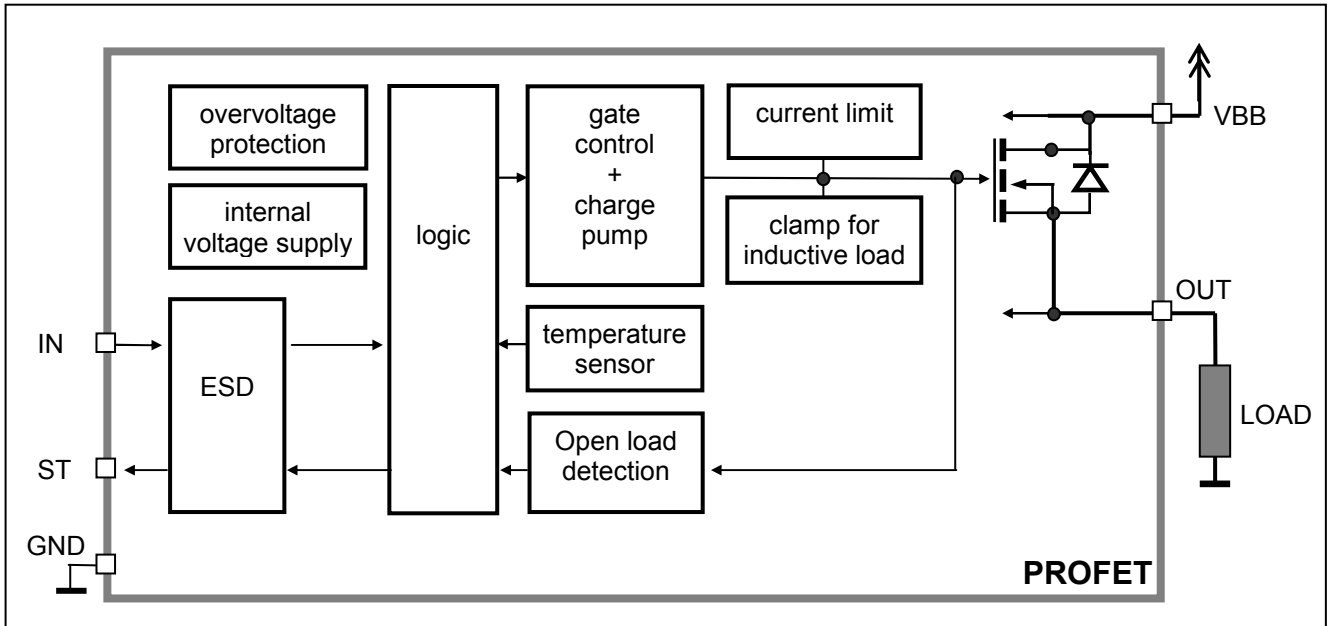 overvoltage
protection
internal
voltage supply
logic
gate
control
+
charge
pump
current limit
clamp for
inductive load
VBB
OUT
IN
ESD
temperature
sensor
LOAD
ST
Open load
detection
GND
PROFET